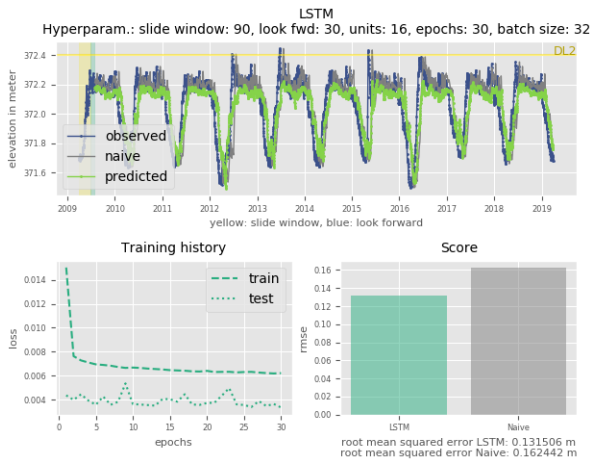 LSTM
Hyperparam.: slide window: 90, look fwd: 30, units: 16, epochs: 30, batch size: 32
372.4
372.2
372.0
371.8
371.6
elevation in meter
DL2
observed
naive
predicted
2009 2010 2011 2012 2013 2014 2015 2016 2017 2018 2019
yellow: slide window, blue: look forward
Training history
0.014
0.012
0.010
0.008
0.006
0.004
loss
train
test
0 5 10 15 20 25 30
epochs
Score
0.16
0.14
0.12
0.10
0.08
0.06
0.04
0.02
0.00
rmse
LSTM Naive
root mean squared error LSTM: 0.131506 m
root mean squared error Naive: 0.162442 m